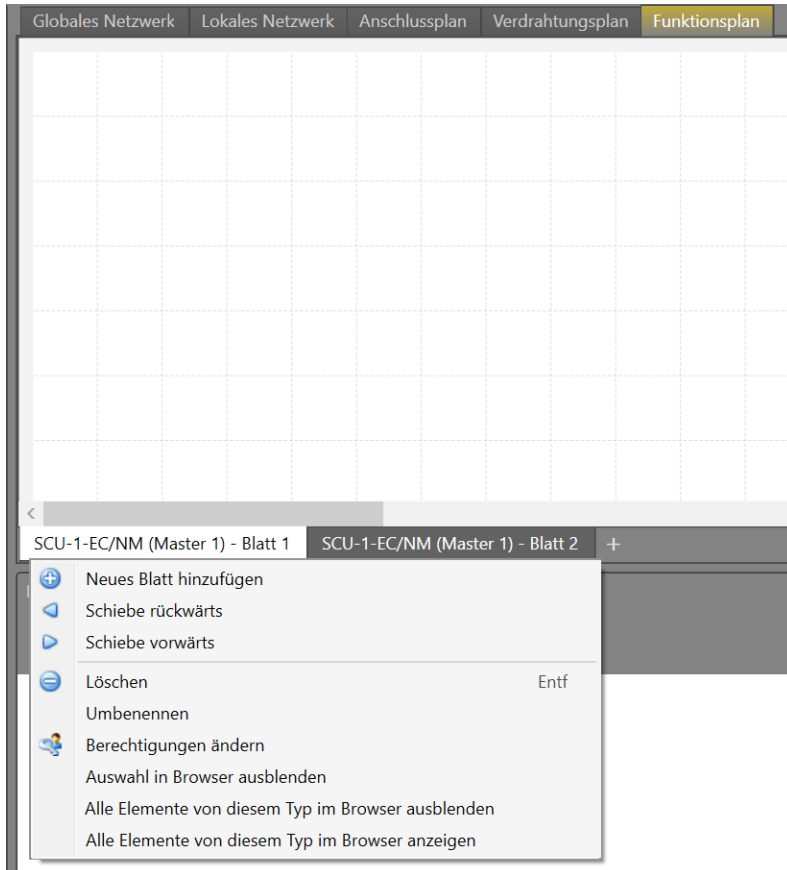 Globales Netzwerk Lokales Netzwerk Anschlussplan Verdrahtungsplan Funktionsplan
SCU-1-EC/NM (Master 1) - Blatt 1 SCU-1-EC/NM (Master 1) - Blatt 2 +
Neues Blatt hinzufügen
Schiebe rückwärts
Schiebe vorwärts
Löschen Entf
Umbenennen
Berechtigungen ändern
Auswahl in Browser ausblenden
Alle Elemente von diesem Typ im Browser ausblenden
Alle Elemente von diesem Typ im Browser anzeigen